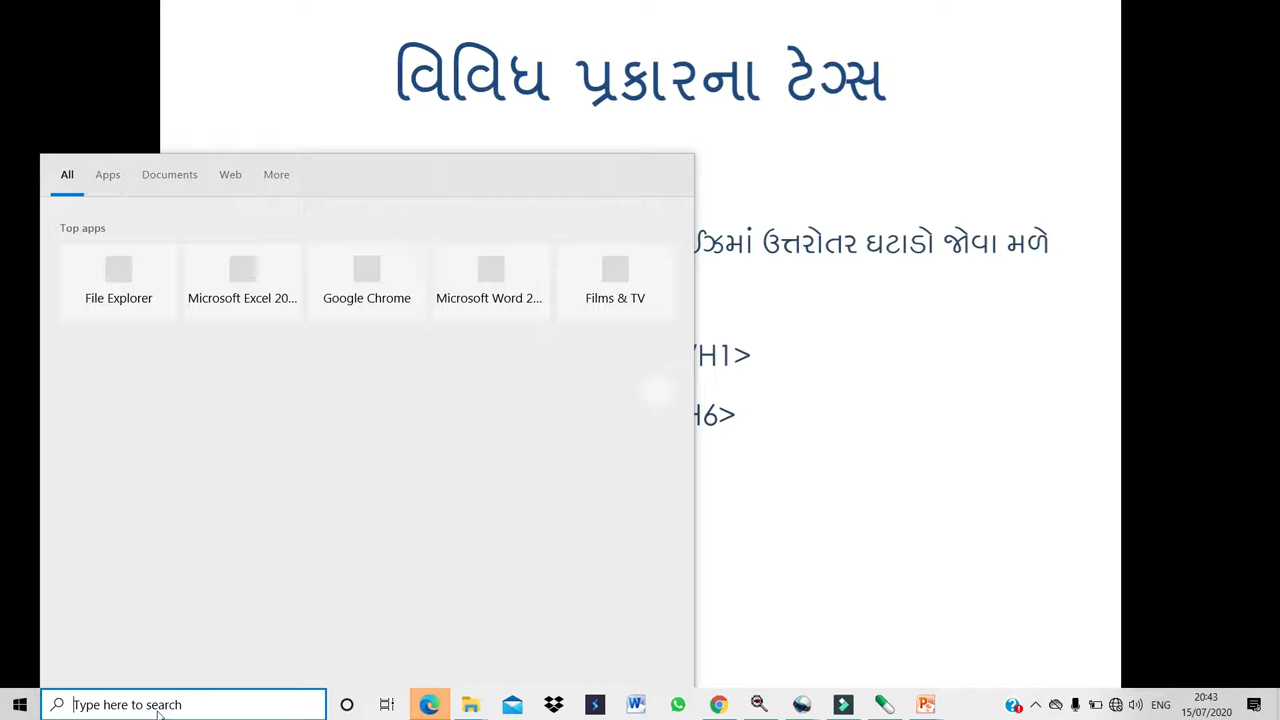 વિવિધ પ્રકારના ટેગ્સ
All Apps Documents Web More
Top apps
માં ઉત્તરોતર ઘટાડો જોવા મળે
File Explorer Microsoft Excel 20... Google Chrome Microsoft Word 2... Films & TV
/H1>
H6>
Type here to search
ENG
20:43
15/07/2020